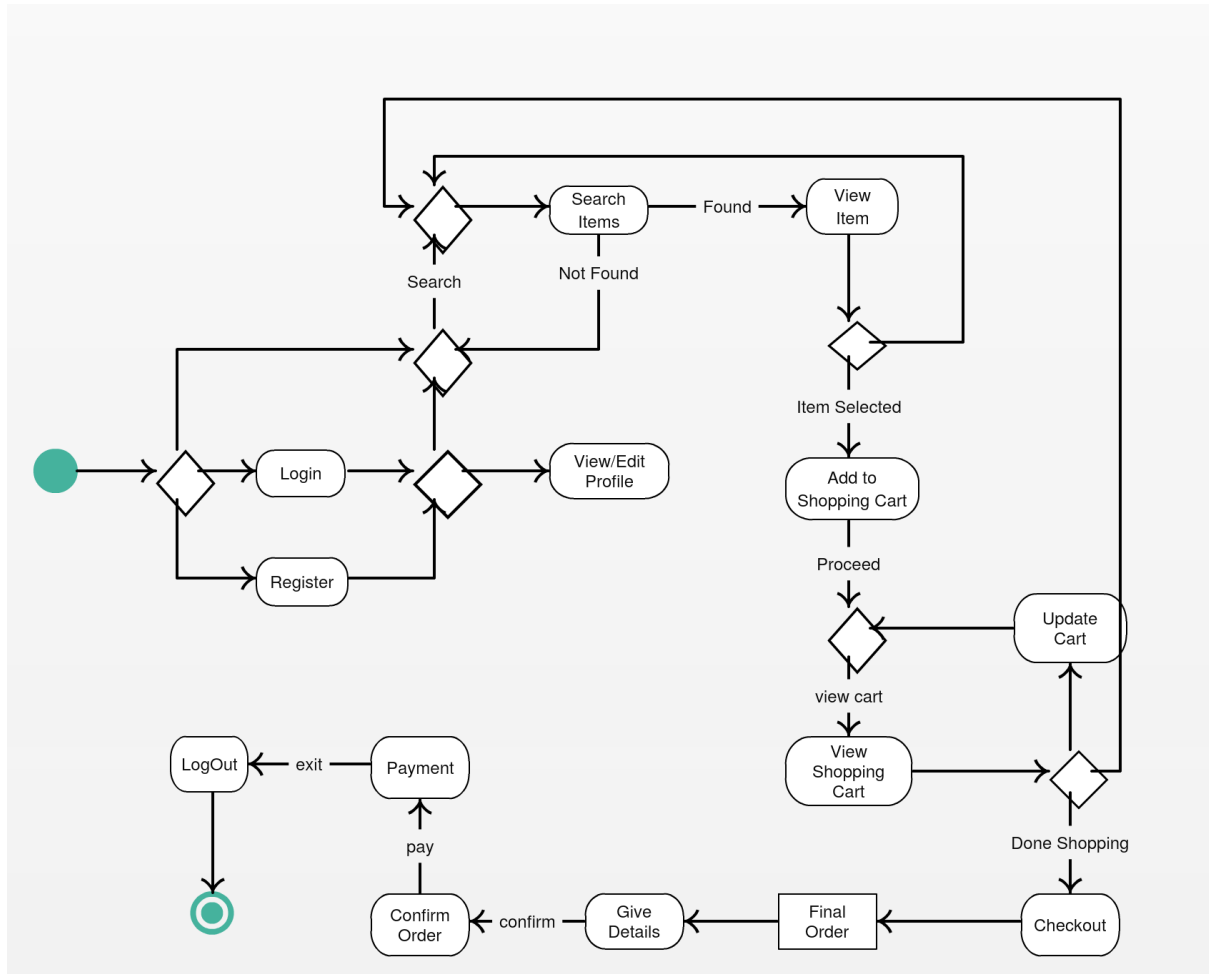 Search
Items
Found
View
Item
Search
Not Found
Item Selected
Login
View/Edit
Profile
Add to
Shopping Cart
Register
Proceed
Update
Cart
view cart
LogOut
exit
Payment
View
Shopping
Cart
pay
Done Shopping
Confirm
Order
confirm
Give
Details
Final
Order
Checkout